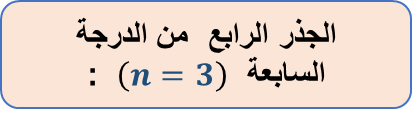 الجذر الرابع من الدرجة
السابعة (n = 3) :